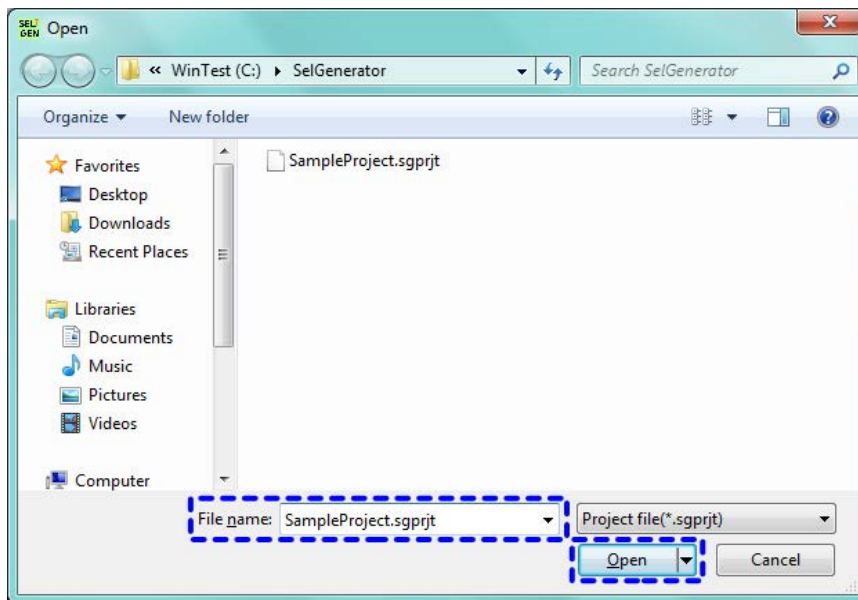 SEL
GEN Open
« WinTest (C:) SelGenerator Search SelGenerator
Organize New folder
Favorites
Desktop
Downloads
Recent Places
Libraries
Documents
Music
Pictures
Videos
Computer
SampleProject.sgprjt
File name: SampleProject.sgprjt Project file(*.sgprjt)
Open Cancel